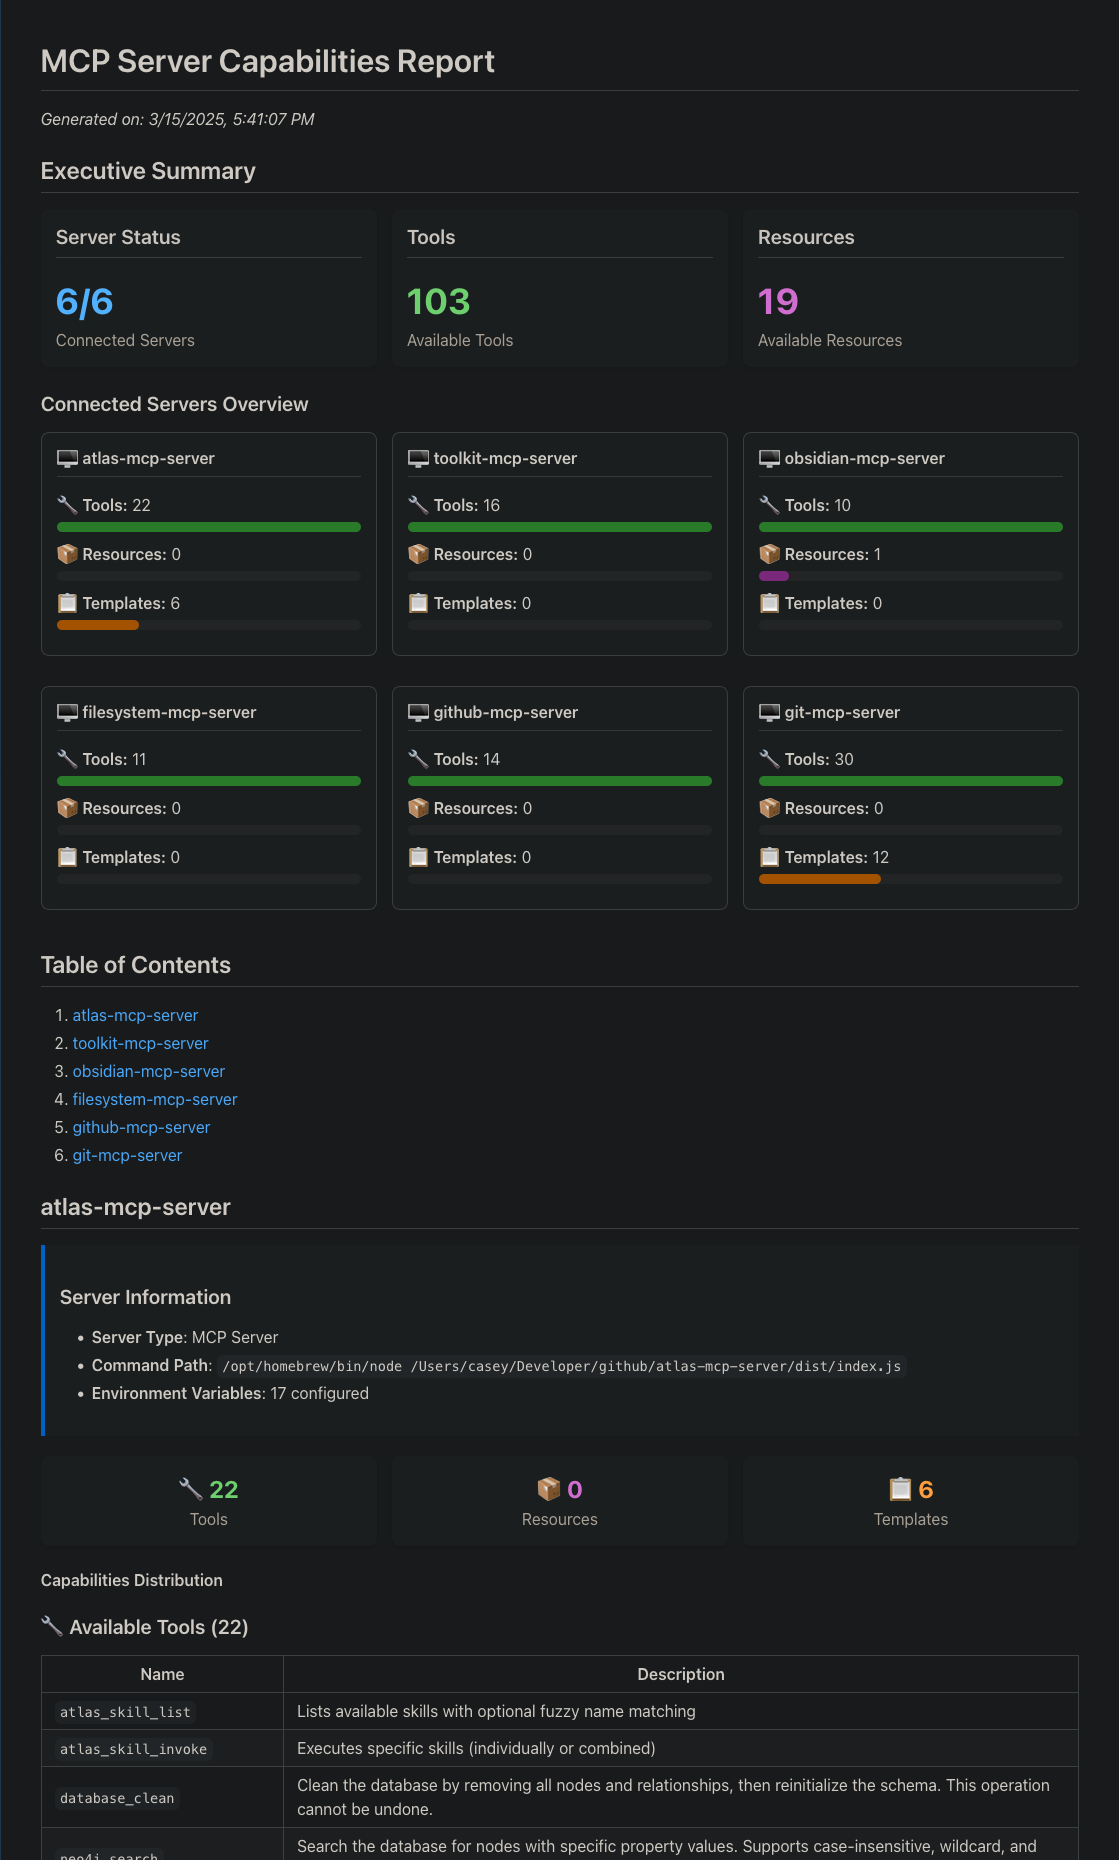 MCP Server Capabilities Report
Generated on: 3/15/2025, 5:41:07 PM
Executive Summary
Server Status
6/6
Connected Servers
Tools
103
Available Tools
Resources
19
Available Resources
Connected Servers Overview
atlas-mcp-server
Tools: 22
Resources: 0
Templates: 6
toolkit-mcp-server
Tools: 16
Resources: 0
Templates: 0
obsidian-mcp-server
Tools: 10
Resources: 1
Templates: 0
filesystem-mcp-server
Tools: 11
Resources: 0
Templates: 0
github-mcp-server
Tools: 14
Resources: 0
Templates: 0
git-mcp-server
Tools: 30
Resources: 0
Templates: 12
Table of Contents
1. atlas-mcp-server
2. toolkit-mcp-server
3. obsidian-mcp-server
4. filesystem-mcp-server
5. github-mcp-server
6. git-mcp-server
atlas-mcp-server
Server Information
• Server Type: MCP Server
• Command Path: /opt/homebrew/bin/node /Users/casey/Developer/github/atlas-mcp-server/dist/index.js
• Environment Variables: 17 configured
22
Tools
0
Resources
6
Templates
Capabilities Distribution
Available Tools (22)
Name Description
atlas_skill_list Lists available skills with optional fuzzy name matching
atlas_skill_invoke Executes specific skills (individually or combined)
database_clean Clean the database by removing all nodes and relationships, then reinitialize the schema. This operation
cannot be undone.
neo4j_search Search the database for nodes with specific property values. Supports case-insensitive, wildcard, and